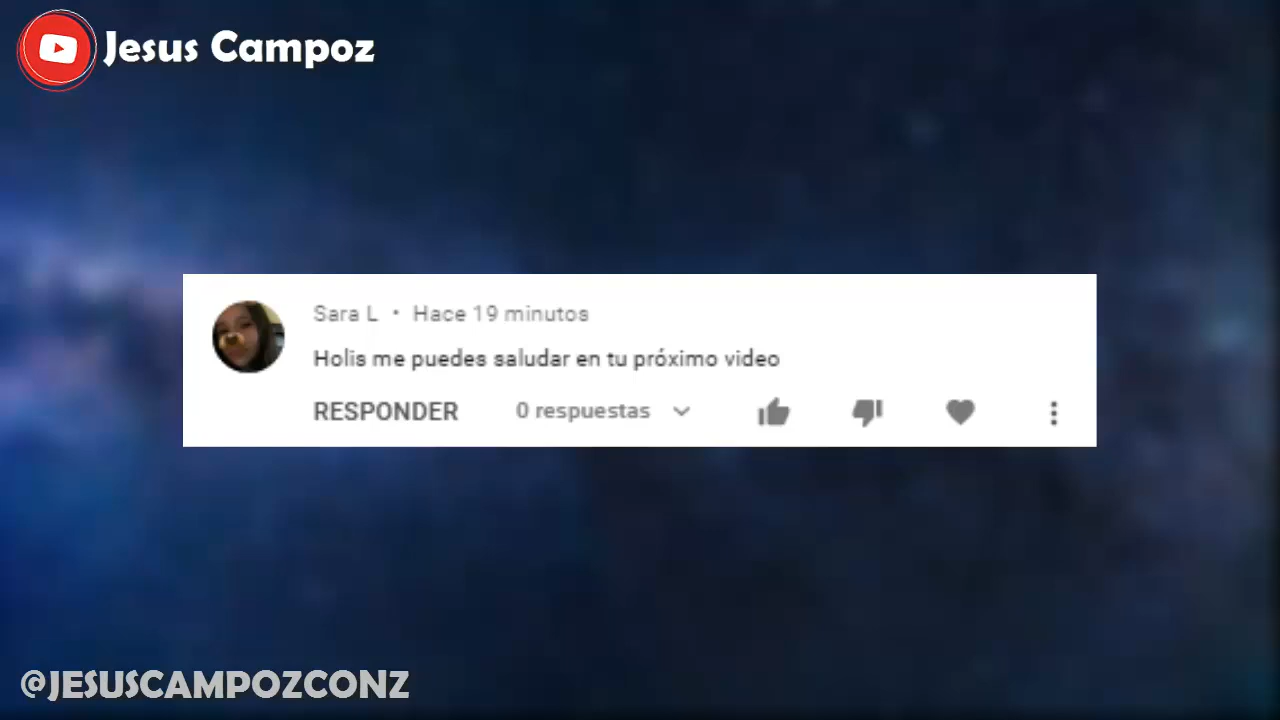 Jesus Campoz
Sara L • Hace 19 minutos
Holis me puedes saludar en tu próximo video
RESPONDER 0 respuestas
@JESUSCAMPOZCONZ